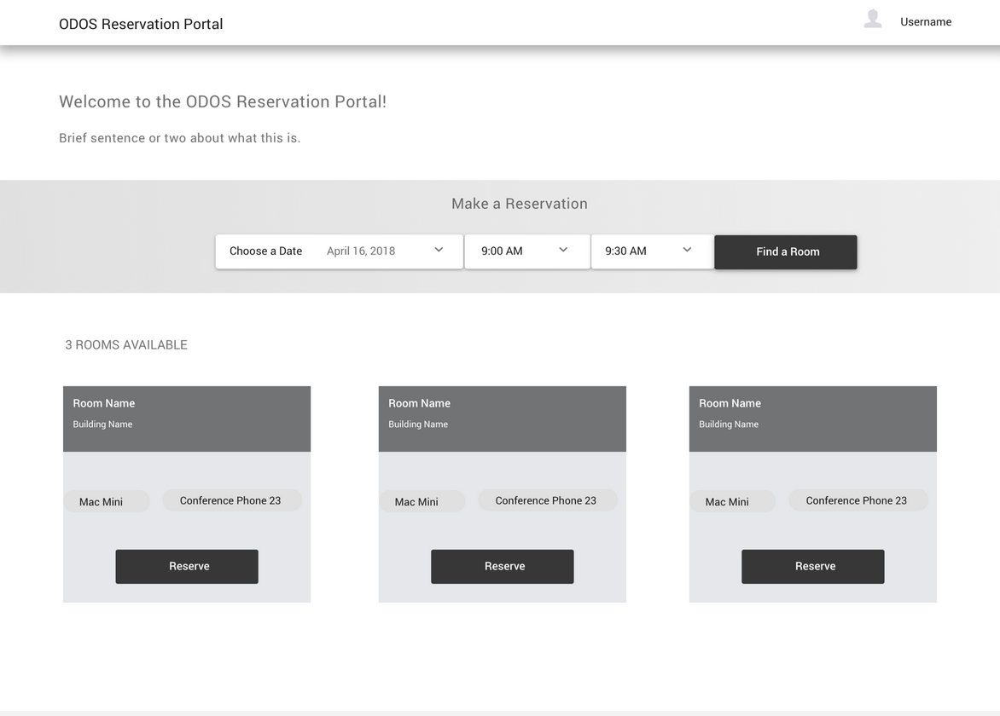 ODOS Reservation Portal
Username
Welcome to the ODOS Reservation Portal!
Brief sentence or two about what this is.
Make a Reservation
Choose a Date April 16, 2018 9:00 AM 9:30 AM Find a Room
3 ROOMS AVAILABLE
Room Name
Building Name
Mac Mini Conference Phone 23
Reserve
Room Name
Building Name
Mac Mini Conference Phone 23
Reserve
Room Name
Building Name
Mac Mini Conference Phone 23
Reserve